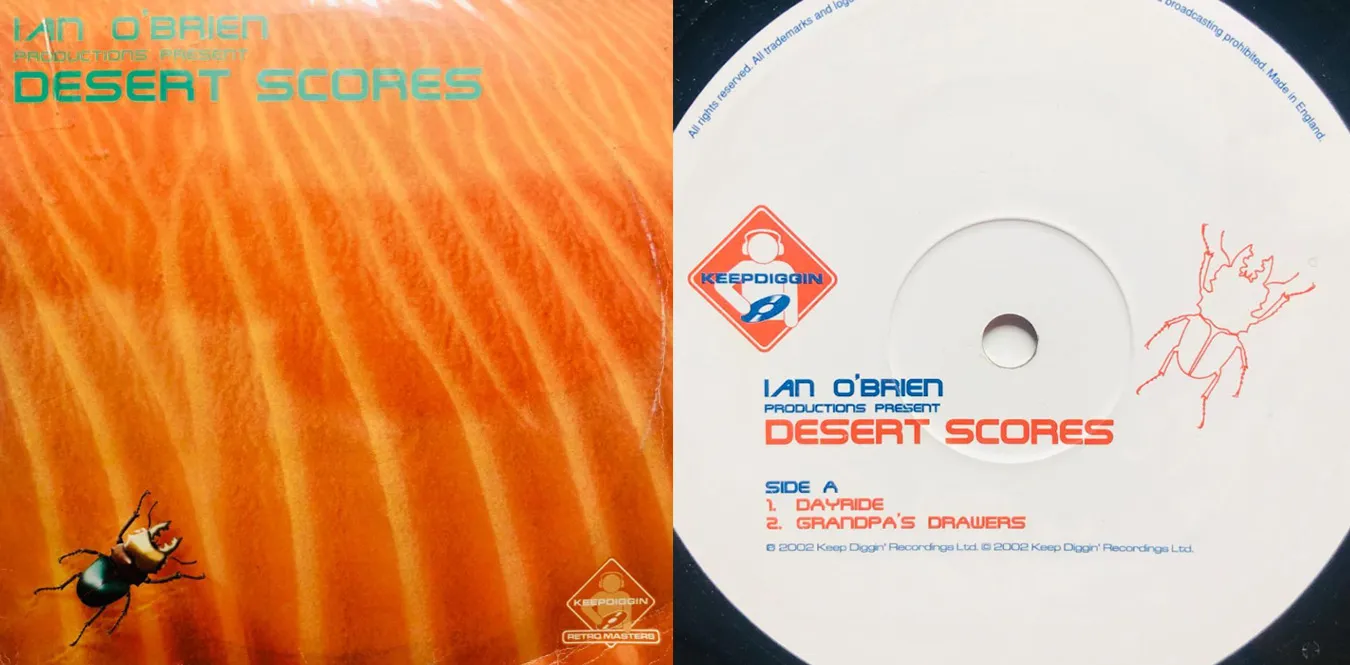 IAN O'BRIEN
PRODUCTIONS PRESENT
DESERT SCORES
KEEPDIGGIN
RETRO MASTERS
All rights reserved. All trademarks and logo
broadcasting prohibited. Made in England.
KEEPDIGGIN
IAN O'BRIEN
PRODUCTIONS PRESENT
DESERT SCORES
SIDE A
1. DAYRIDE
2. GRANDPA'S DRAWERS
℗ 2002 Keep Diggin' Recordings Ltd. © 2002 Keep Diggin' Recordings Ltd.